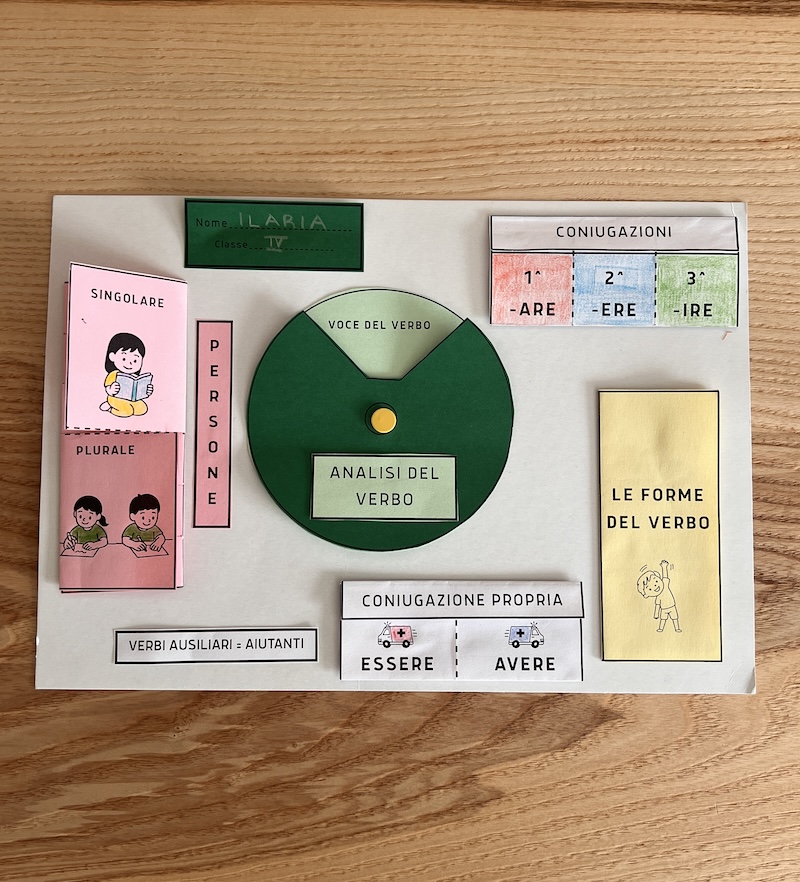 Nome ILARIA
Classe IV
CONIUGAZIONI
1^
-ARE
2^
-ERE
3^
-IRE
SINGOLARE
PLURALE
PERSONE
VOCE DEL VERBO
ANALISI DEL
VERBO
LE FORME
DEL VERBO
CONIUGAZIONE PROPRIA
ESSERE
AVERE
VERBI AUSILIARI = AIUTANTI